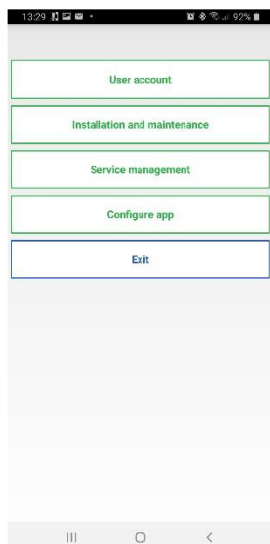 13:29 92%
User account
Installation and maintenance
Service management
Configure app
Exit